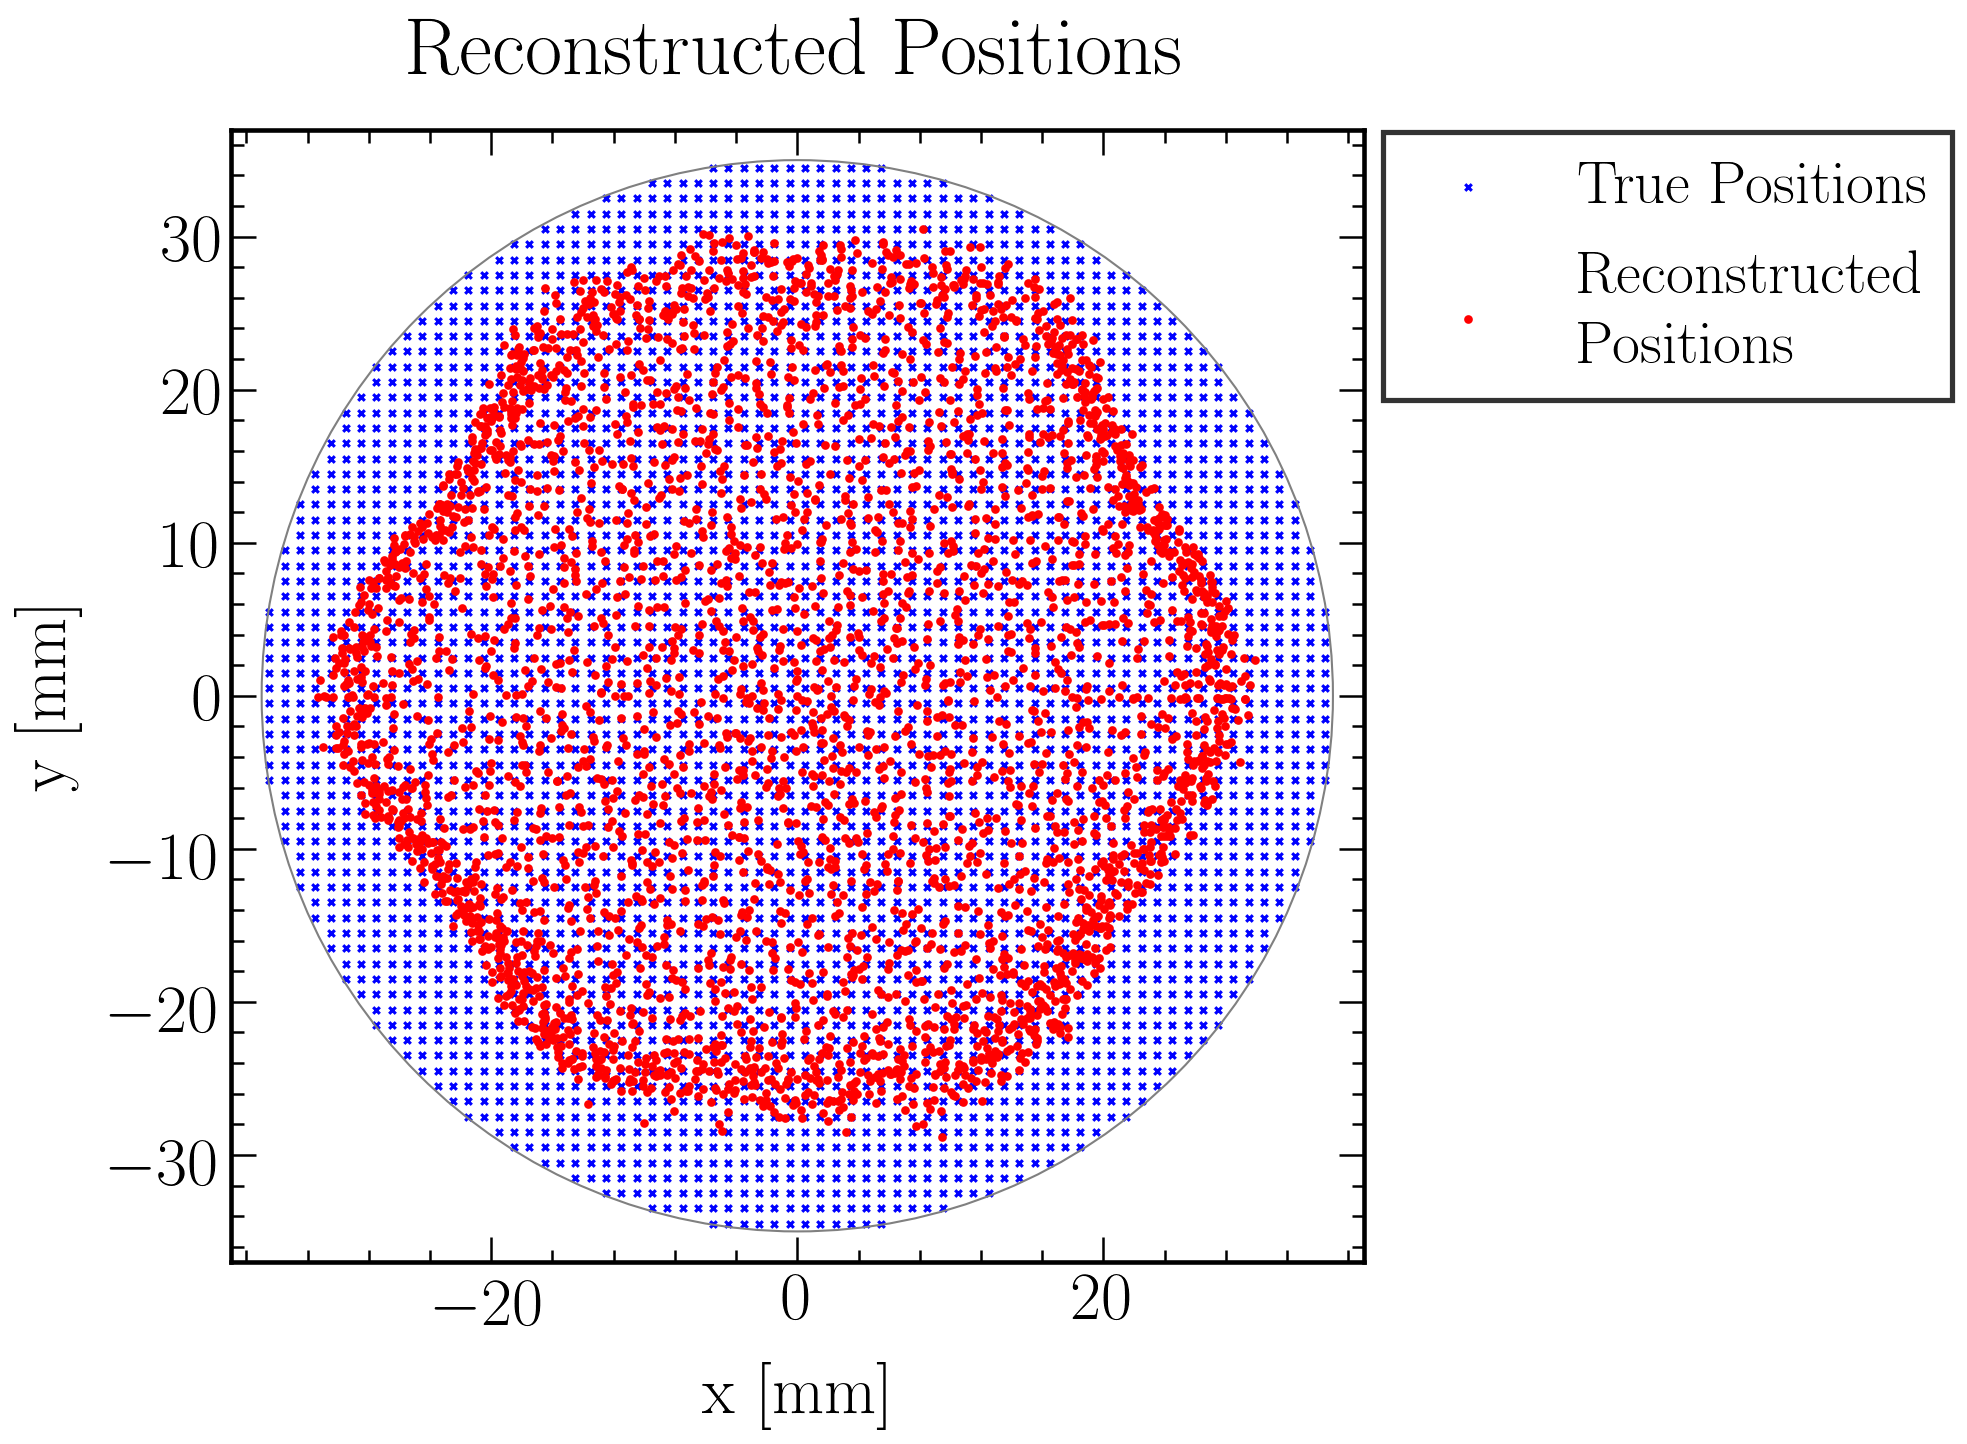 Reconstructed Positions
True Positions
Reconstructed
Positions
30
20
10
0
−10
−20
−30
y [mm]
−20 0 20
x [mm]